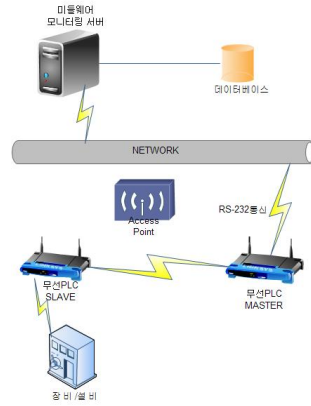 미들웨어
모니터링 서버
데이터베이스
NETWORK
Access
Point
RS-232통신
무선PLC
SLAVE
무선PLC
MASTER
장 비 /설 비